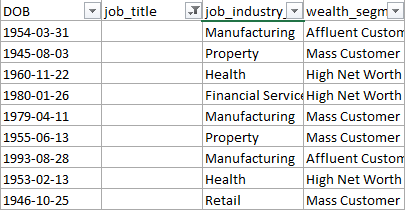 DOB job_title job_industry_ wealth_segm
1954-03-31 Manufacturing Affluent Custom
1945-08-03 Property Mass Customer
1960-11-22 Health High Net Worth
1980-01-26 Financial Service High Net Worth
1979-04-11 Manufacturing Mass Customer
1955-06-13 Property Mass Customer
1993-08-28 Manufacturing Affluent Custom
1953-02-13 Health High Net Worth
1946-10-25 Retail Mass Customer